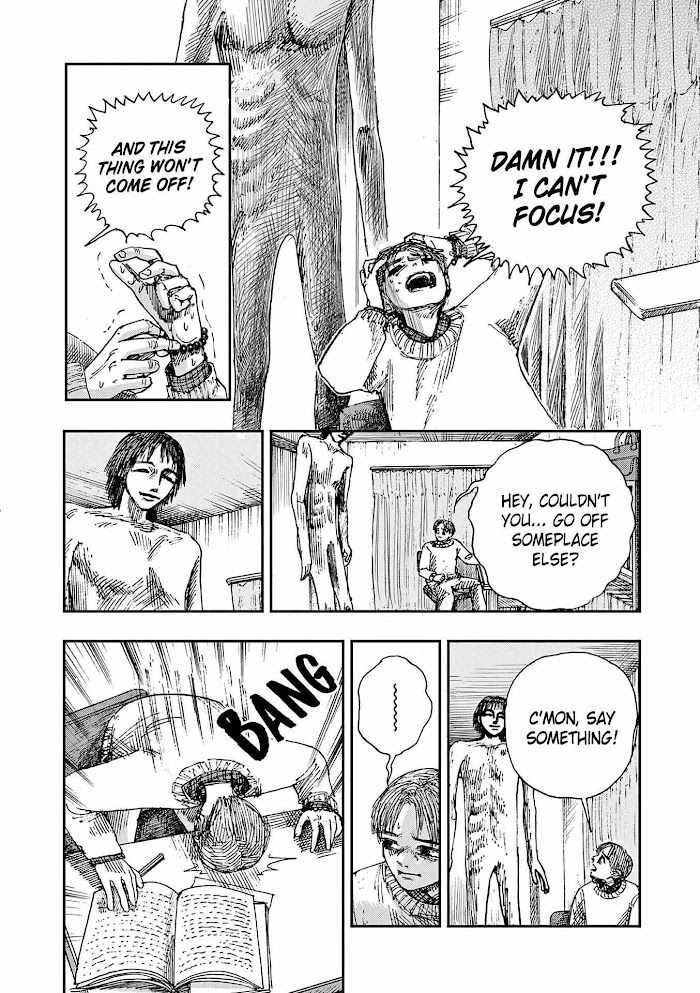 DAMN IT!!!
I CAN'T
FOCUS!
AND THIS
THING WON'T
COME OFF!
HEY, COULDN'T
YOU... GO OFF
SOMEPLACE
ELSE?
C'MON, SAY
SOMETHING!
BANG